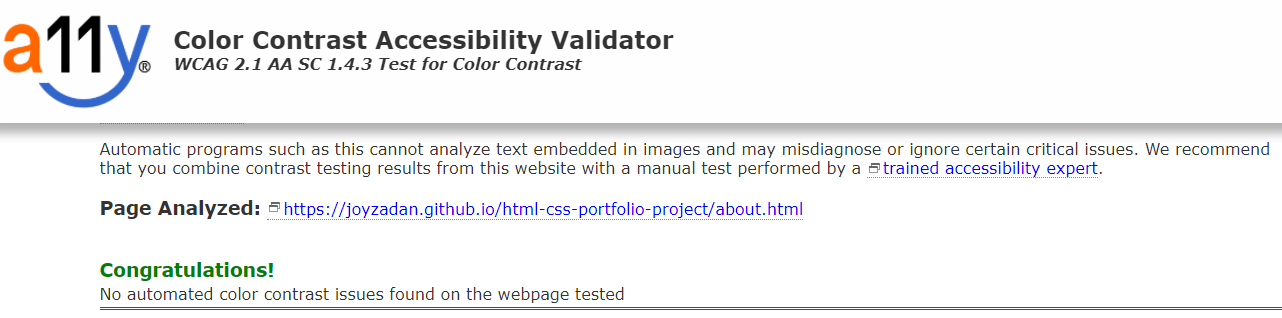 a11y®
Color Contrast Accessibility Validator
WCAG 2.1 AA SC 1.4.3 Test for Color Contrast
Automatic programs such as this cannot analyze text embedded in images and may misdiagnose or ignore certain critical issues. We recommend
that you combine contrast testing results from this website with a manual test performed by a trained accessibility expert.
Page Analyzed: https://joyzadan.github.io/html-css-portfolio-project/about.html
Congratulations!
No automated color contrast issues found on the webpage tested